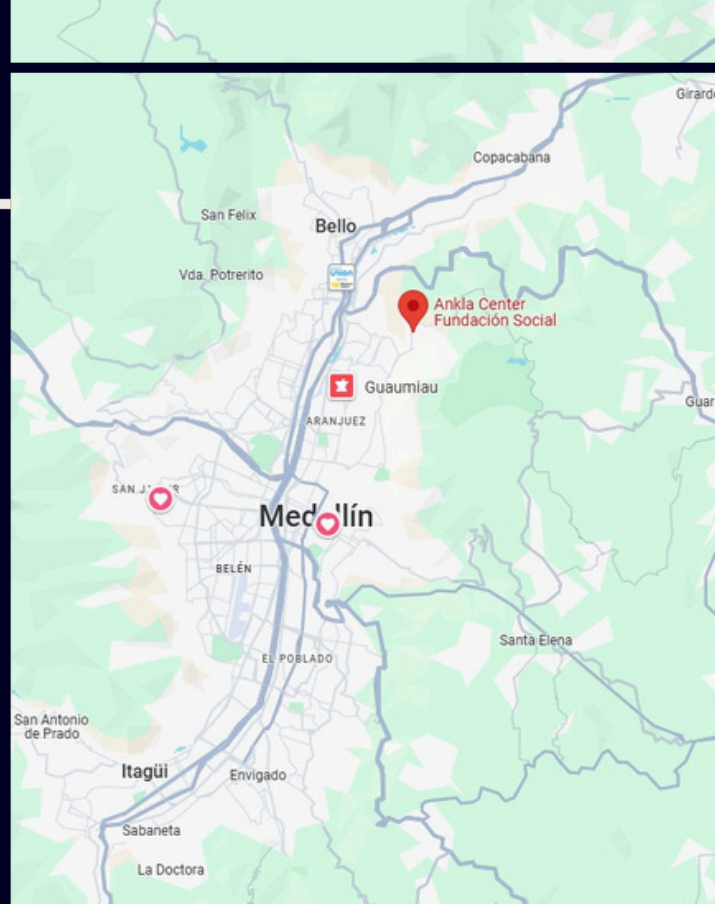 Girard
Copacabana
San Felix
Bello
Vda. Potrerito
Ankla Center
Fundación Social
Guaumiau
Guar
ARANJUEZ
SAN
Medellín
BELÉN
Santa Elena
EL POBLADO
San Antonio
de Prado
Itagüi
Envigado
Sabaneta
La Doctora